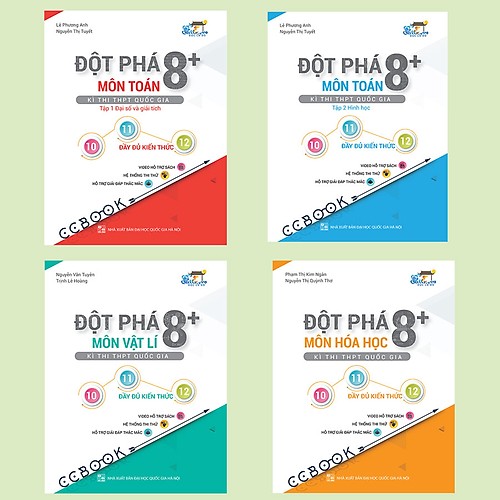 Lê Phương Anh
Nguyễn Thị Tuyết
ĐỘT PHÁ 8+
MÔN TOÁN
KÌ THI THPT QUỐC GIA
Tập 1 Đại số và giải tích
11
10
12
ĐẦY ĐỦ KIẾN THỨC
VIDEO HỖ TRỢ SÁCH
HỆ THỐNG THI THỬ
HỖ TRỢ GIẢI ĐÁP THẮC MẮC
CCBOOK
NHÀ XUẤT BẢN ĐẠI HỌC QUỐC GIA HÀ NỘI
Lê Phương Anh
Nguyễn Thị Tuyết
ĐỘT PHÁ 8+
MÔN TOÁN
KÌ THI THPT QUỐC GIA
Tập 2 Hình học
11
10
12
ĐẦY ĐỦ KIẾN THỨC
VIDEO HỖ TRỢ SÁCH
HỆ THỐNG THI THỬ
HỖ TRỢ GIẢI ĐÁP THẮC MẮC
CCBOOK
NHÀ XUẤT BẢN ĐẠI HỌC QUỐC GIA HÀ NỘI
Nguyễn Văn Tuyên
Trịnh Lê Hoàng
ĐỘT PHÁ 8+
MÔN VẬT LÍ
KÌ THI THPT QUỐC GIA
11
10
12
ĐẦY ĐỦ KIẾN THỨC
VIDEO HỖ TRỢ SÁCH
HỆ THỐNG THI THỬ
HỖ TRỢ GIẢI ĐÁP THẮC MẮC
CCBOOK
NHÀ XUẤT BẢN ĐẠI HỌC QUỐC GIA HÀ NỘI
Phạm Thị Kim Ngân
Nguyễn Thị Quỳnh Thơ
ĐỘT PHÁ 8+
MÔN HÓA HỌC
KÌ THI THPT QUỐC GIA
11
10
12
ĐẦY ĐỦ KIẾN THỨC
VIDEO HỖ TRỢ SÁCH
HỆ THỐNG THI THỬ
HỖ TRỢ GIẢI ĐÁP THẮC MẮC
CCBOOK
NHÀ XUẤT BẢN ĐẠI HỌC QUỐC GIA HÀ NỘI